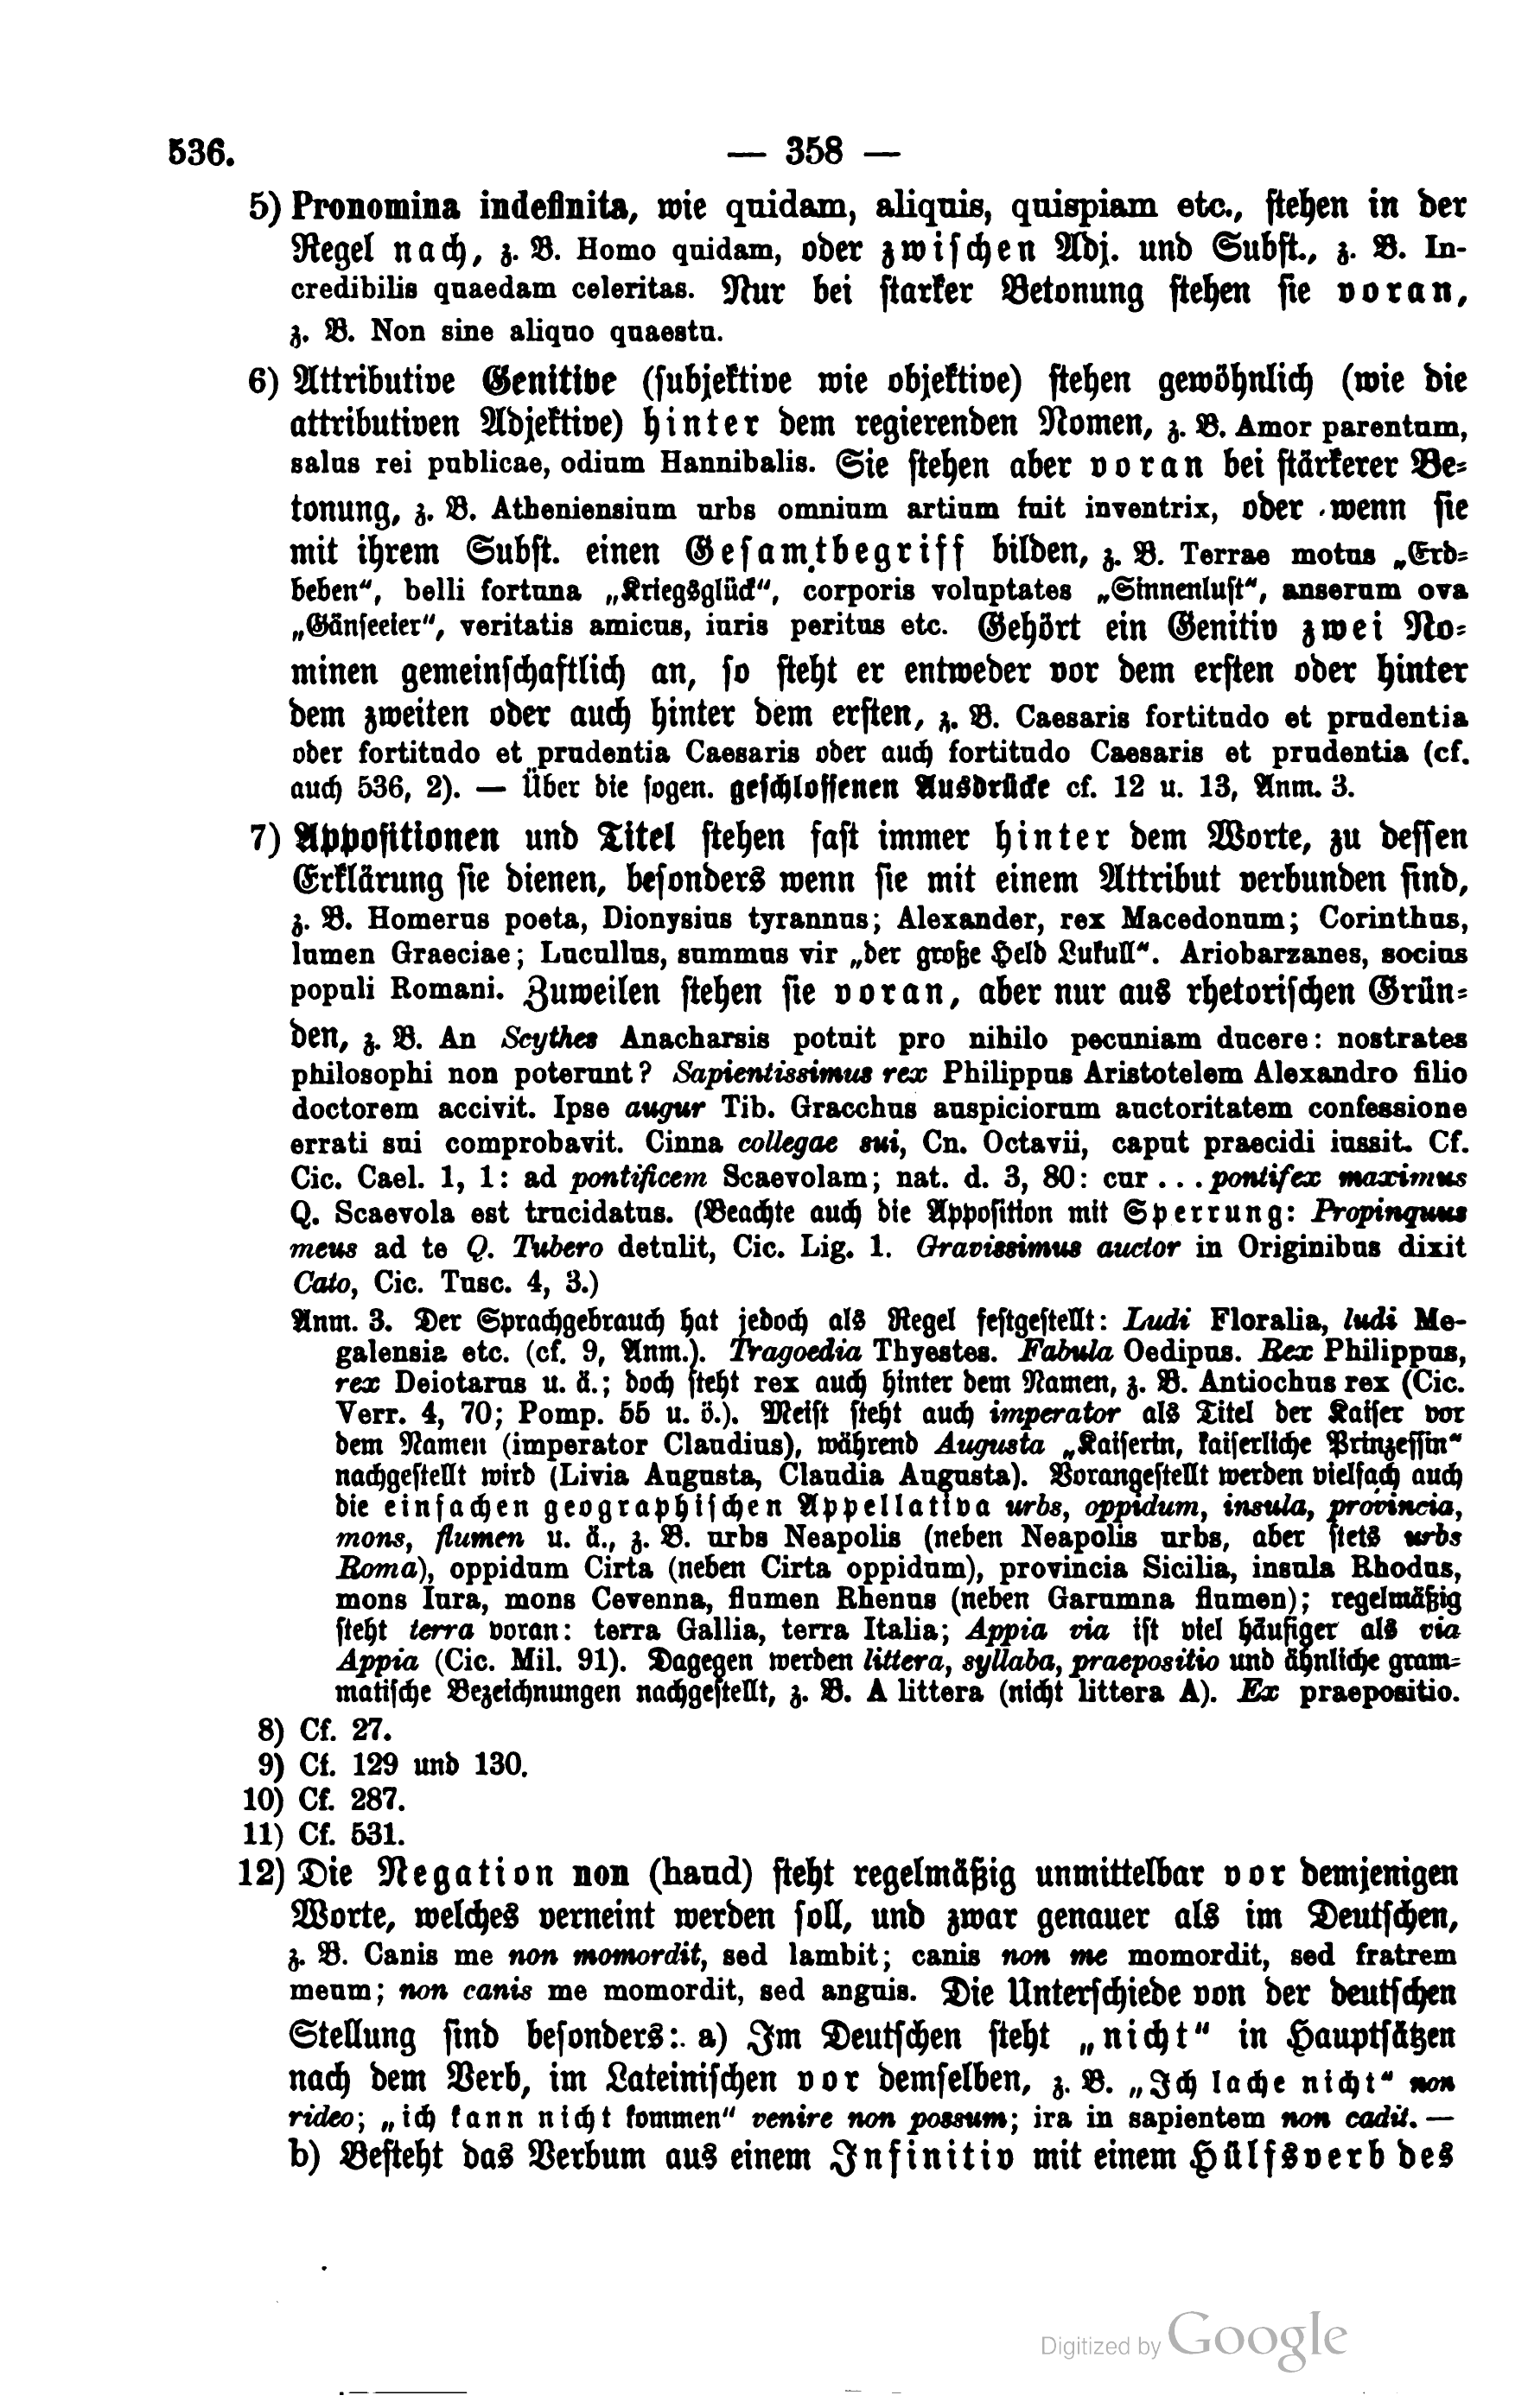 536.
— 358 —
5) Pronomina indefinita, wie quidam, aliquis, quispiam etc., stehen in der
Regel nach, z. B. Homo quidam, oder zwischen Adj. und Subst., z. B. In-
credibilis quaedam celeritas. Nur bei starker Betonung stehen sie voran,
z. B. Non sine aliquo quaestu.
6) Attributive Genitive (subjektive wie objektive) stehen gewöhnlich (wie die
attributiven Adjektive) hinter dem regierenden Nomen, z. B. Amor parentum,
salus rei publicae, odium Hannibalis. Sie stehen aber voran bei stärkerer Be-
tonung, z. B. Atheniensium urbs omnium artium fuit inventrix, oder wenn sie
mit ihrem Subst. einen Gesamtbegriff bilden, z. B. Terrae motus „Erd-
beben“, belli fortuna „Kriegsglück“, corporis voluptates „Sinnenlust“, anserum ova
„Gänseeier“, veritatis amicus, iuris peritus etc. Gehört ein Genitiv zwei No-
minen gemeinschaftlich an, so steht er entweder vor dem ersten oder hinter
dem zweiten oder auch hinter dem ersten, z. B. Caesaris fortitudo et prudentia
oder fortitudo et prudentia Caesaris oder auch fortitudo Caesaris et prudentia (cf.
auch 536, 2). — Über die sogen. geschlossenen Ausdrücke cf. 12 u. 13, Anm. 3.
7) Appositionen und Titel stehen fast immer hinter dem Worte, zu dessen
Erklärung sie dienen, besonders wenn sie mit einem Attribut verbunden sind,
z. B. Homerus poeta, Dionysius tyrannus; Alexander, rex Macedonum; Corinthus,
lumen Graeciae; Lucullus, summus vir „der große Held Lukull“. Ariobarzanes, socius
populi Romani. Zuweilen stehen sie voran, aber nur aus rhetorischen Grün-
den, z. B. An Scythes Anacharsis potuit pro nihilo pecuniam ducere: nostrates
philosophi non poterunt? Sapientissimus rex Philippus Aristotelem Alexandro filio
doctorem accivit. Ipse augur Tib. Gracchus auspiciorum auctoritatem confessione
errati sui comprobavit. Cinna collegae sui, Cn. Octavii, caput praecidi iussit. Cf.
Cic. Cael. 1, 1: ad pontificem Scaevolam; nat. d. 3, 80: cur ... pontifex maximus
Q. Scaevola est trucidatus. (Beachte auch die Apposition mit Sperrung: Propinquus
meus ad te Q. Tubero detulit, Cic. Lig. 1. Gravissimus auctor in Originibus dixit
Cato, Cic. Tusc. 4, 3.)
Anm. 3. Der Sprachgebrauch hat jedoch als Regel festgestellt: Ludi Floralia, ludi Me-
galensia etc. (cf. 9, Anm.). Tragoedia Thyestes. Fabula Oedipus. Rex Philippus,
rex Deiotarus u. ä.; doch steht rex auch hinter dem Namen, z. B. Antiochus rex (Cic.
Verr. 4, 70; Pomp. 55 u. ö.). Meist steht auch imperator als Titel der Kaiser vor
dem Namen (imperator Claudius), während Augusta „Kaiserin, kaiserliche Prinzessin“
nachgestellt wird (Livia Augusta, Claudia Augusta). Vorangestellt werden vielfach auch
die einfachen geographischen Appellativa urbs, oppidum, insula, provincia,
mons, flumen u. ä., z. B. urbs Neapolis (neben Neapolis urbs, aber stets urbs
Roma), oppidum Cirta (neben Cirta oppidum), provincia Sicilia, insula Rhodus,
mons Iura, mons Cevenna, flumen Rhenus (neben Garumna flumen); regelmäßig
steht terra voran: terra Gallia, terra Italia; Appia via ist viel häufiger als via
Appia (Cic. Mil. 91). Dagegen werden littera, syllaba, praepositio und ähnliche gram-
matische Bezeichnungen nachgestellt, z. B. A littera (nicht littera A). Ex praepositio.
8) Cf. 27.
9) Cf. 129 und 130.
10) Cf. 287.
11) Cf. 531.
12) Die Negation non (haud) steht regelmäßig unmittelbar vor demjenigen
Worte, welches verneint werden soll, und zwar genauer als im Deutschen,
z. B. Canis me non momordit, sed lambit; canis non me momordit, sed fratrem
meum; non canis me momordit, sed anguis. Die Unterschiede von der deutschen
Stellung sind besonders: a) Im Deutschen steht „nicht“ in Hauptsätzen
nach dem Verb, im Lateinischen vor demselben, z. B. „Ich lache nicht“ non
rideo; „ich kann nicht kommen“ venire non possum; ira in sapientem non cadit. —
b) Besteht das Verbum aus einem Infinitiv mit einem Hülfsverb des
Digitized by Google